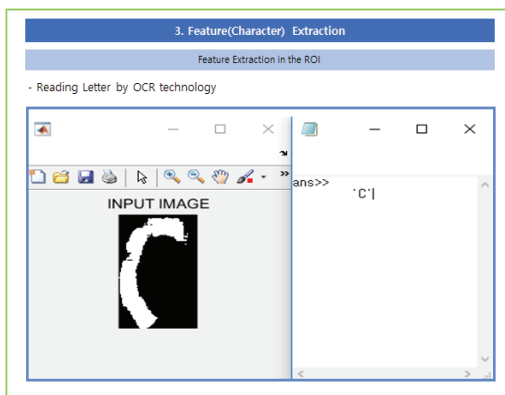 3. Feature(Character) Extraction
Feature Extraction in the ROI
- Reading Letter by OCR technology
INPUT IMAGE
ans>>
'C'